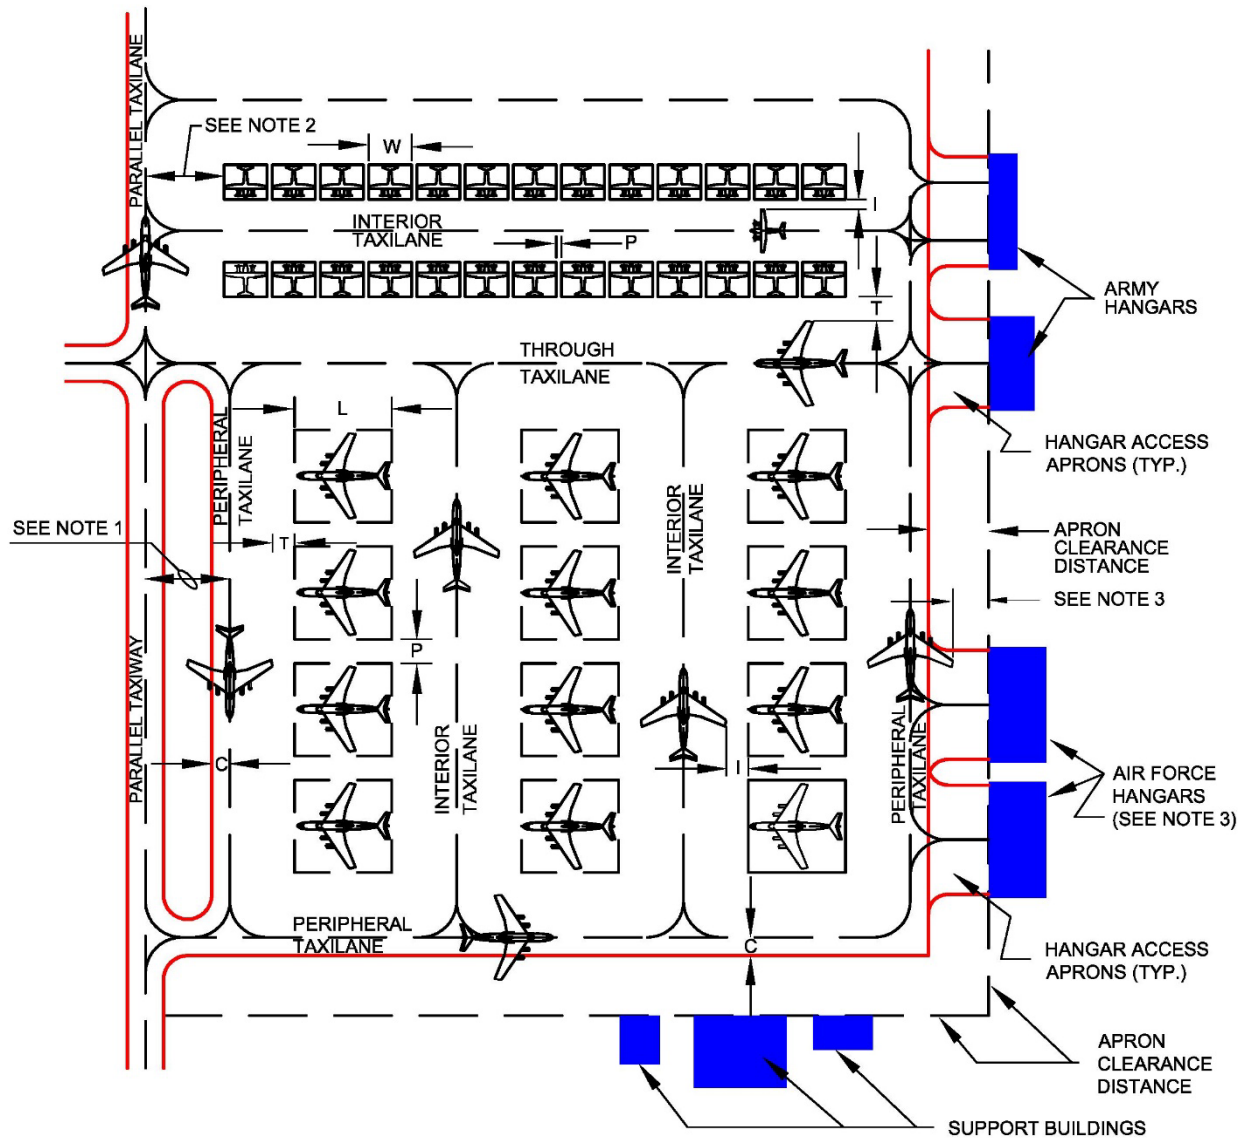 PARALLEL TAXILANE
SEE NOTE 2
W
I
INTERIOR
TAXILANE
P
T
ARMY
HANGARS
THROUGH
TAXILANE
L
PERIPHERAL
TAXILANE
HANGAR ACCESS
APRONS (TYP.)
SEE NOTE 1
T
INTERIOR
TAXILANE
APRON
CLEARANCE
DISTANCE
SEE NOTE 3
P
PARALLEL TAXIWAY
C
INTERIOR
TAXILANE
I
PERIPHERAL
TAXILANE
AIR FORCE
HANGARS
(SEE NOTE 3)
PERIPHERAL
TAXILANE
C
HANGAR ACCESS
APRONS (TYP.)
APRON
CLEARANCE
DISTANCE
SUPPORT BUILDINGS